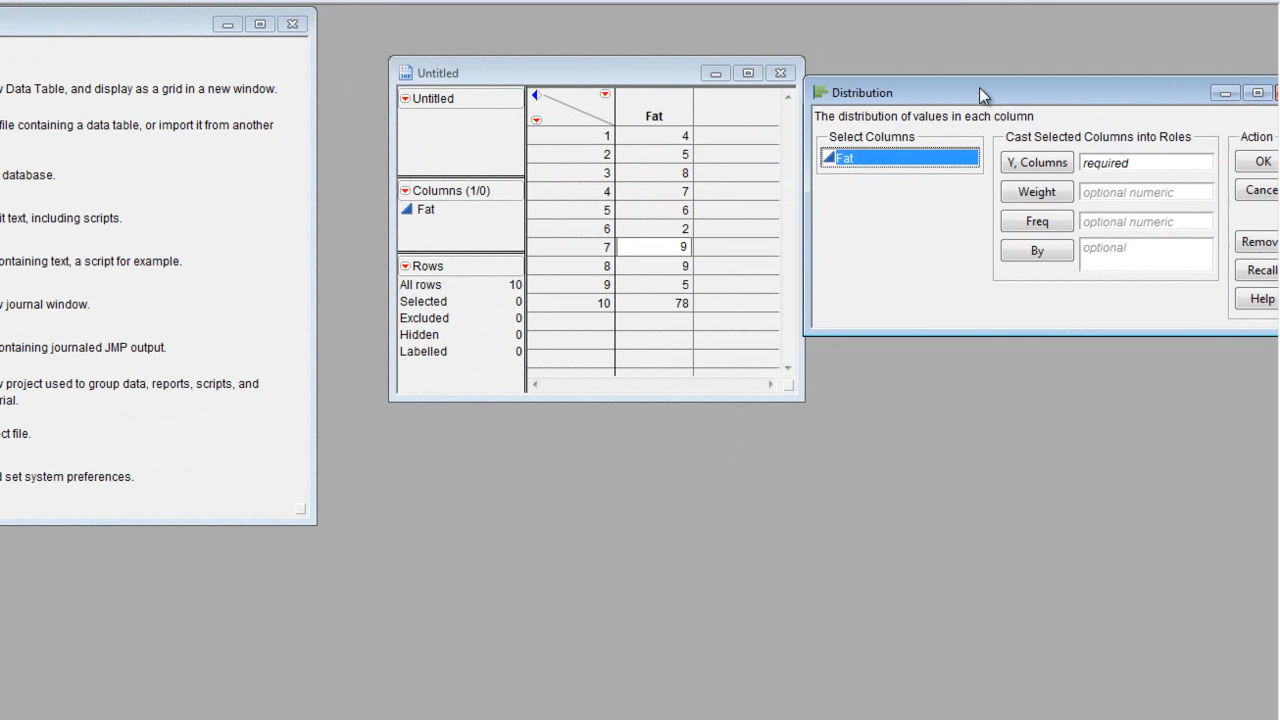 w Data Table, and display as a grid in a new window.
file containing a data table, or import it from another
database.
it text, including scripts.
ontaining text, a script for example.
w journal window.
ontaining journaled JMP output.
w project used to group data, reports, scripts, and
rial.
ct file.
d set system preferences.
Untitled
Untitled
Columns (1/0)
Fat
Rows
All rows 10
Selected 0
Excluded 0
Hidden 0
Labelled 0
Fat
1 4
2 5
3 8
4 7
5 6
6 2
7 9
8 9
9 5
10 78
Distribution
The distribution of values in each column
Select Columns
Fat
Cast Selected Columns into Roles
Y, Columns required
Weight optional numeric
Freq optional numeric
By optional
Action
OK
Cance
Remov
Recall
Help